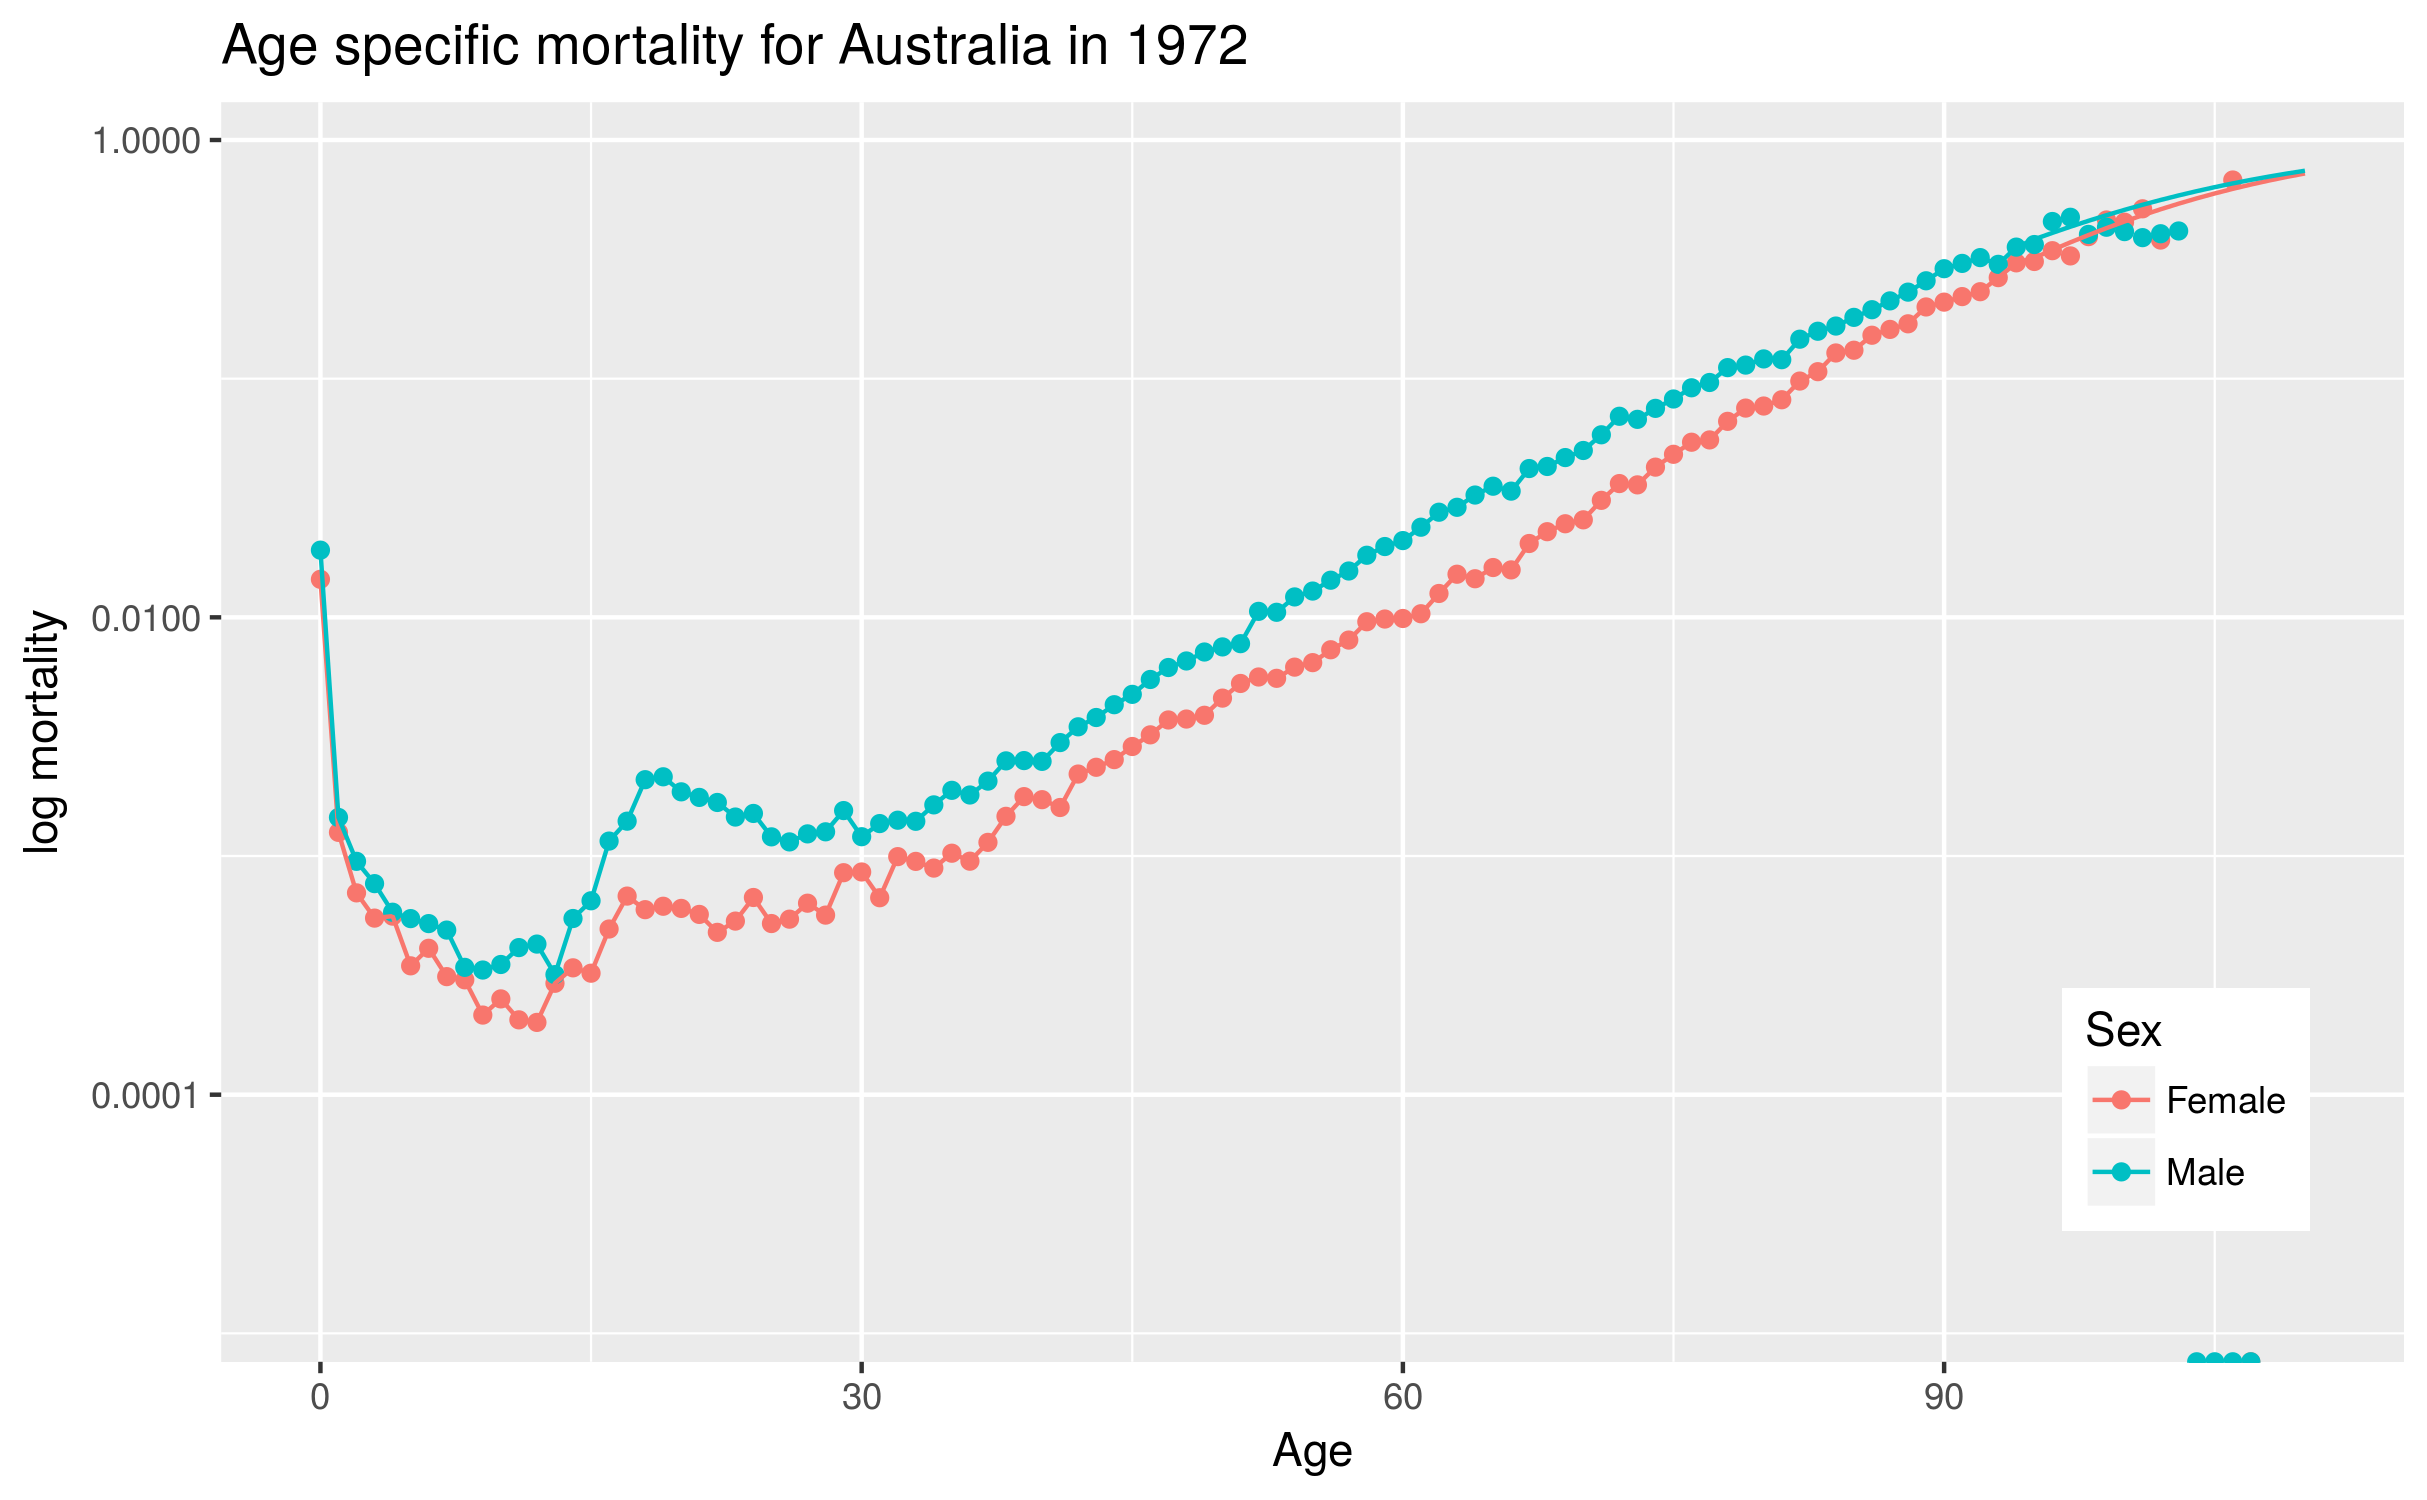 Age specific mortality for Australia in 1972
1.0000
0.0100
0.0001
log mortality
0
30
60
90
Age
Sex
Female
Male